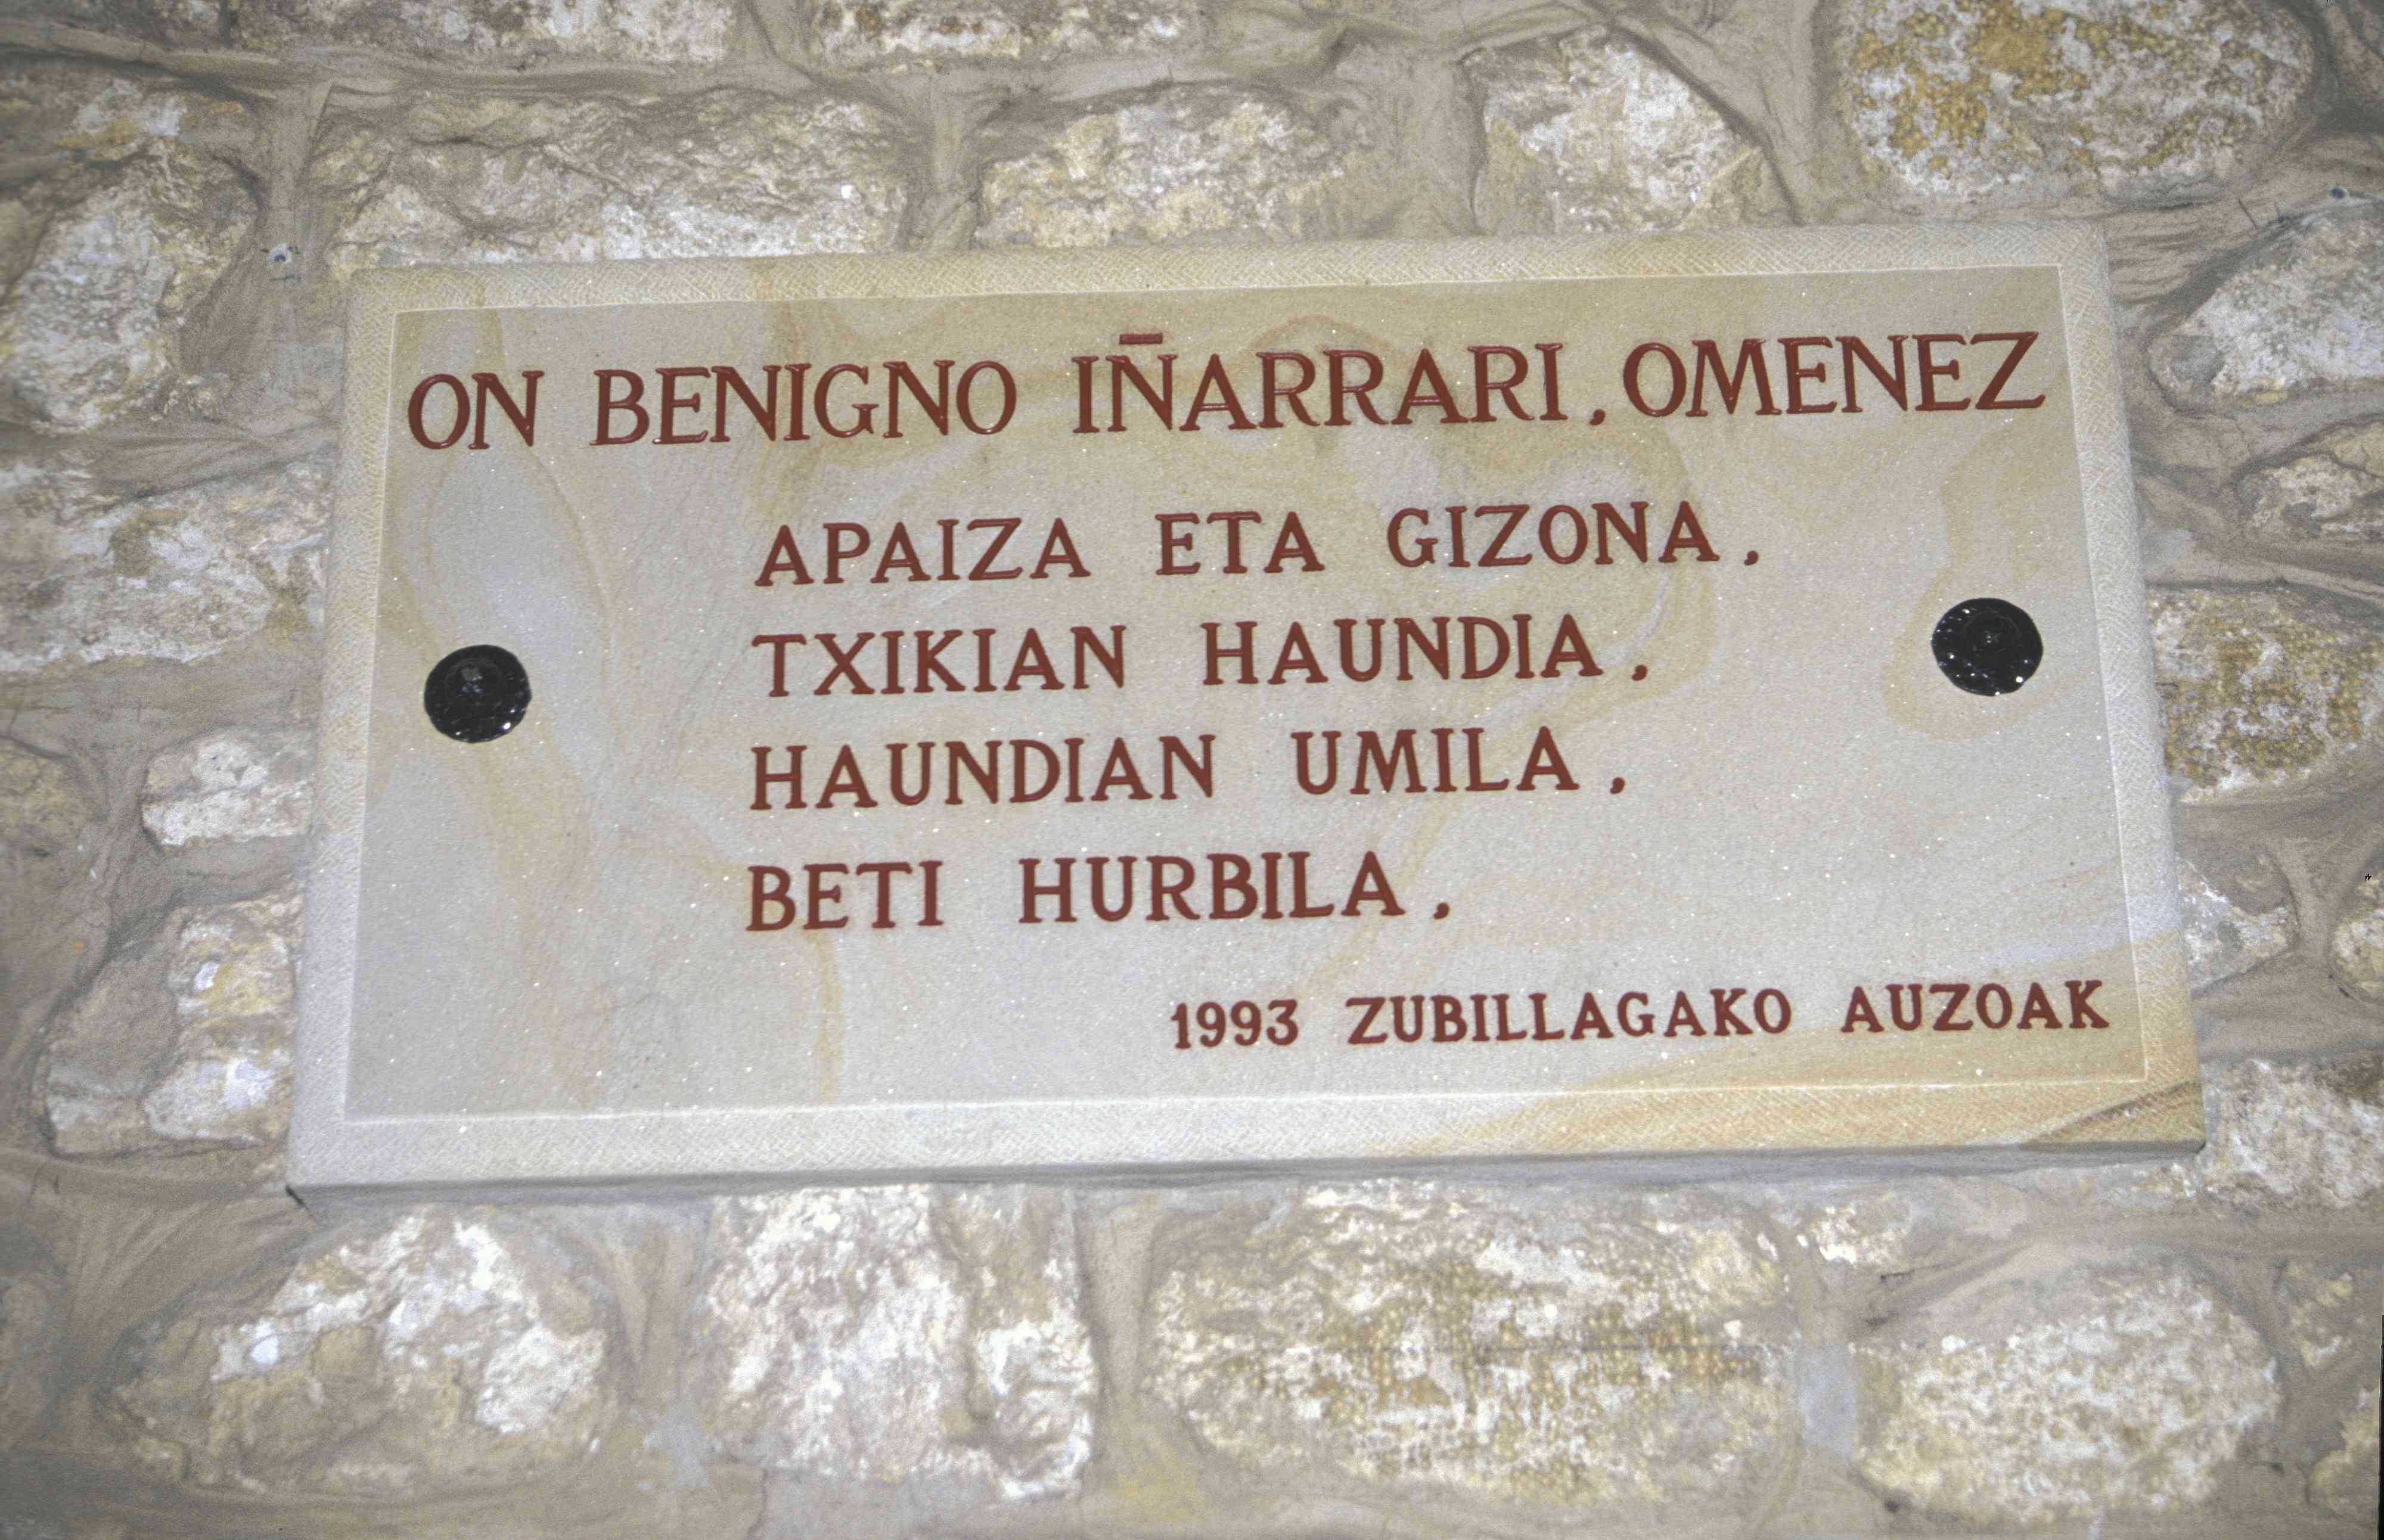 ON BENIGNO IÑARRARI, OMENEZ
APAIZA ETA GIZONA,
TXIKIAN HAUNDIA,
HAUNDIAN UMILA,
BETI HURBILA,
1993 ZUBILLAGAKO AUZOAK